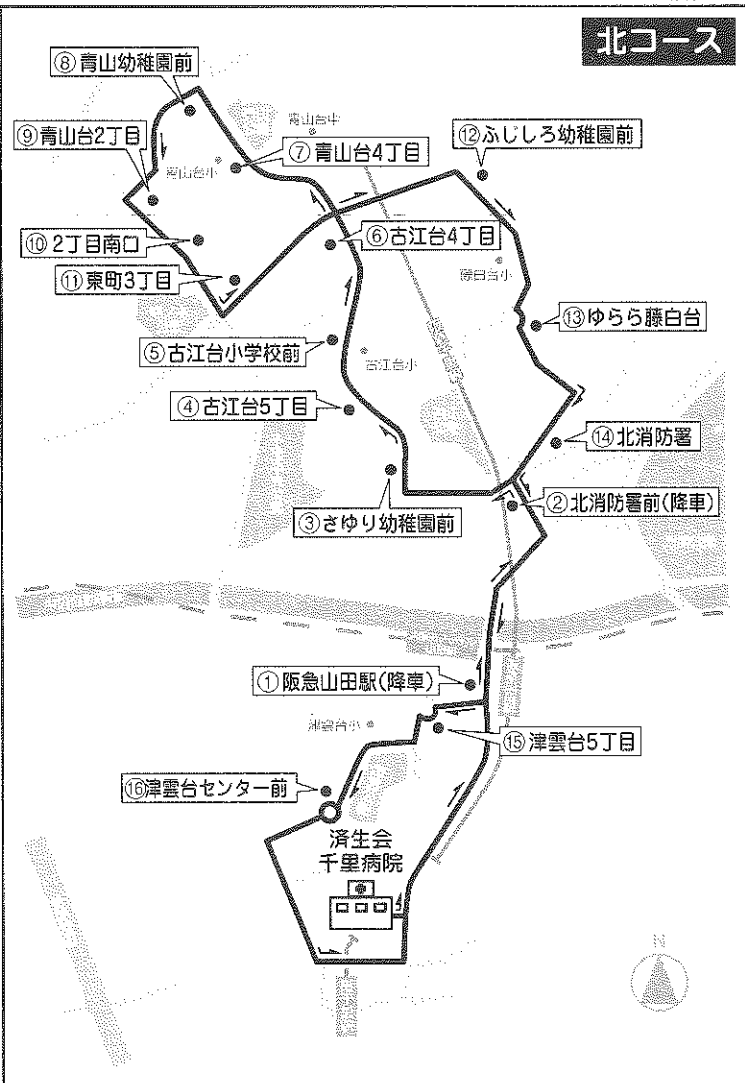 北コース
⑧青山幼稚園前
青山台中
⑨青山台2丁目
⑫ふじしろ幼稚園前
青山台小
⑦青山台4丁目
⑩2丁目南口
⑥古江台4丁目
⑪東町3丁目
藤白台小
⑬ゆらら藤白台
⑤古江台小学校前
古江台小
④古江台5丁目
⑭北消防署
②北消防署前(降車)
③さゆり幼稚園前
①阪急山田駅(降車)
津雲台小
⑮津雲台5丁目
⑯津雲台センター前
済生会
千里病院
N